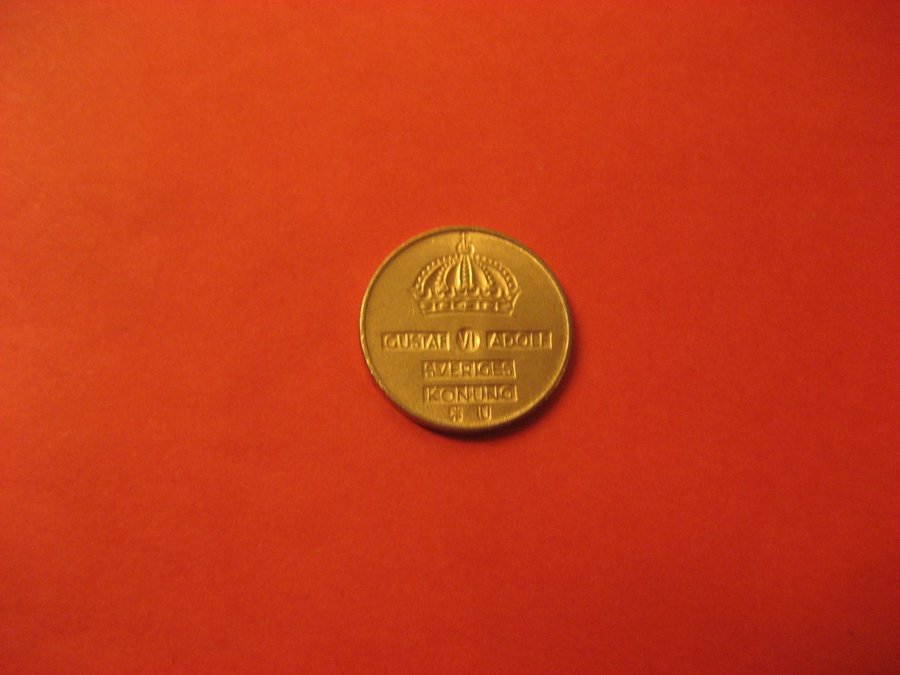 GUSTAF VI ADOLF
SVERIGES
KONUNG
U